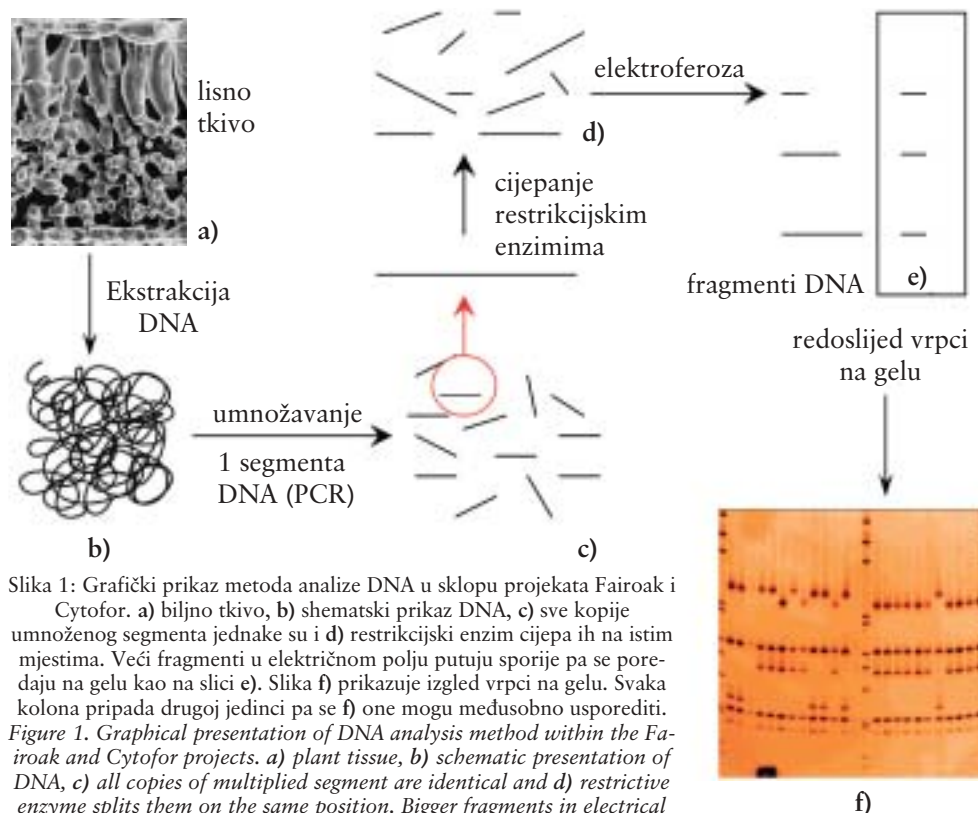 lisno
tkivo
a)
Ekstrakcija
DNA
b)
umnožavanje
1 segmenta
DNA (PCR)
c)
cijepanje
restrikcijskim
enzimima
d)
elektroferoza
fragmenti DNA
e)
redoslijed vrpci
na gelu
f)
Slika 1: Grafički prikaz metoda analize DNA u sklopu projekata Fairoak i
Cytofor. a) biljno tkivo, b) shematski prikaz DNA, c) sve kopije
umnoženog segmenta jednake su i d) restrikcijski enzim cijepa ih na istim
mjestima. Veći fragmenti u električnom polju putuju sporije pa se pore-
daju na gelu kao na slici e). Slika f) prikazuje izgled vrpci na gelu. Svaka
kolona pripada drugoj jedinci pa se f) one mogu međusobno usporediti.
Figure 1. Graphical presentation of DNA analysis method within the Fa-
iroak and Cytofor projects. a) plant tissue, b) schematic presentation of
DNA, c) all copies of multiplied segment are identical and d) restrictive
enzyme splits them on the same position. Bigger fragments in electrical